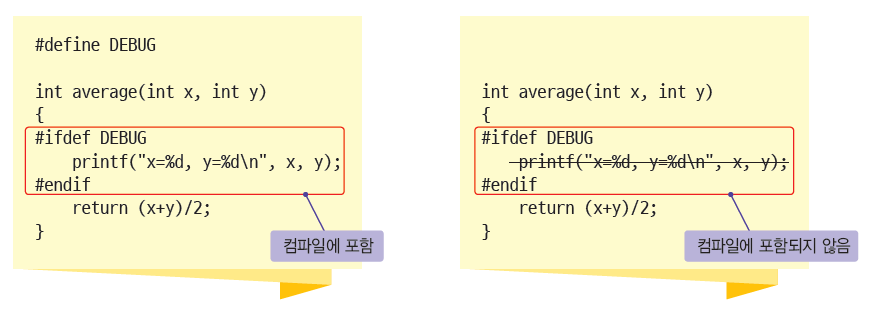 #define DEBUG
int average(int x, int y)
{
#ifdef DEBUG
printf("x=%d, y=%d\n", x, y);
#endif
return (x+y)/2;
}
컴파일에 포함
int average(int x, int y)
{
#ifdef DEBUG
printf("x=%d, y=%d\n", x, y);
#endif
return (x+y)/2;
}
컴파일에 포함되지 않음